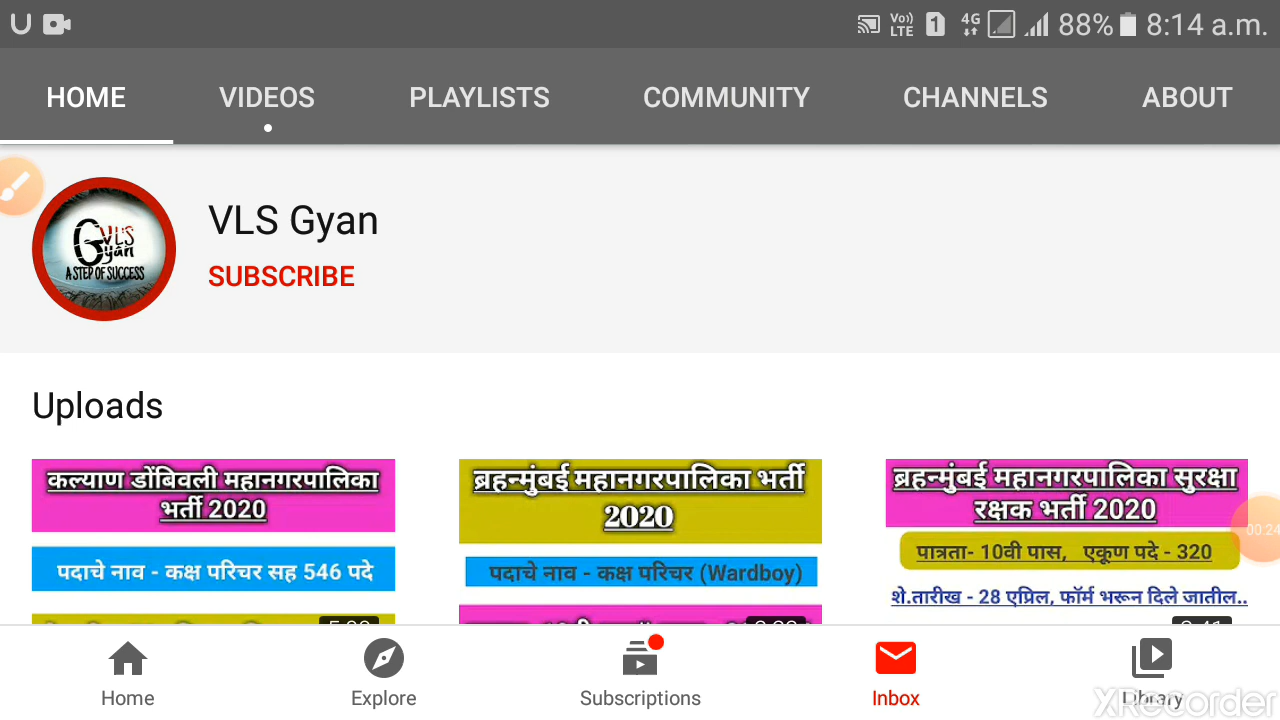 Vo)) LTE 1 4G 88% 8:14 a.m.
HOME VIDEOS PLAYLISTS COMMUNITY CHANNELS ABOUT
VLS Gyan
VLS
Gyan
A STEP OF SUCCESS
SUBSCRIBE
Uploads
कल्याण डोंबिवली महानगरपालिका
भर्ती 2020
पदाचे नाव - कक्ष परिचर सह 546 पदे
ब्रहन्मुंबई महानगरपालिका भर्ती
2020
पदाचे नाव - कक्ष परिचर (Wardboy)
ब्रहन्मुंबई महानगरपालिका सुरक्षा
रक्षक भर्ती 2020
पात्रता- 10वी पास, एकूण पदे - 320
शे.तारीख - 28 एप्रिल, फॉर्म भरून दिले जातील..
00:24
Home Explore Subscriptions Inbox Library
XRecorder